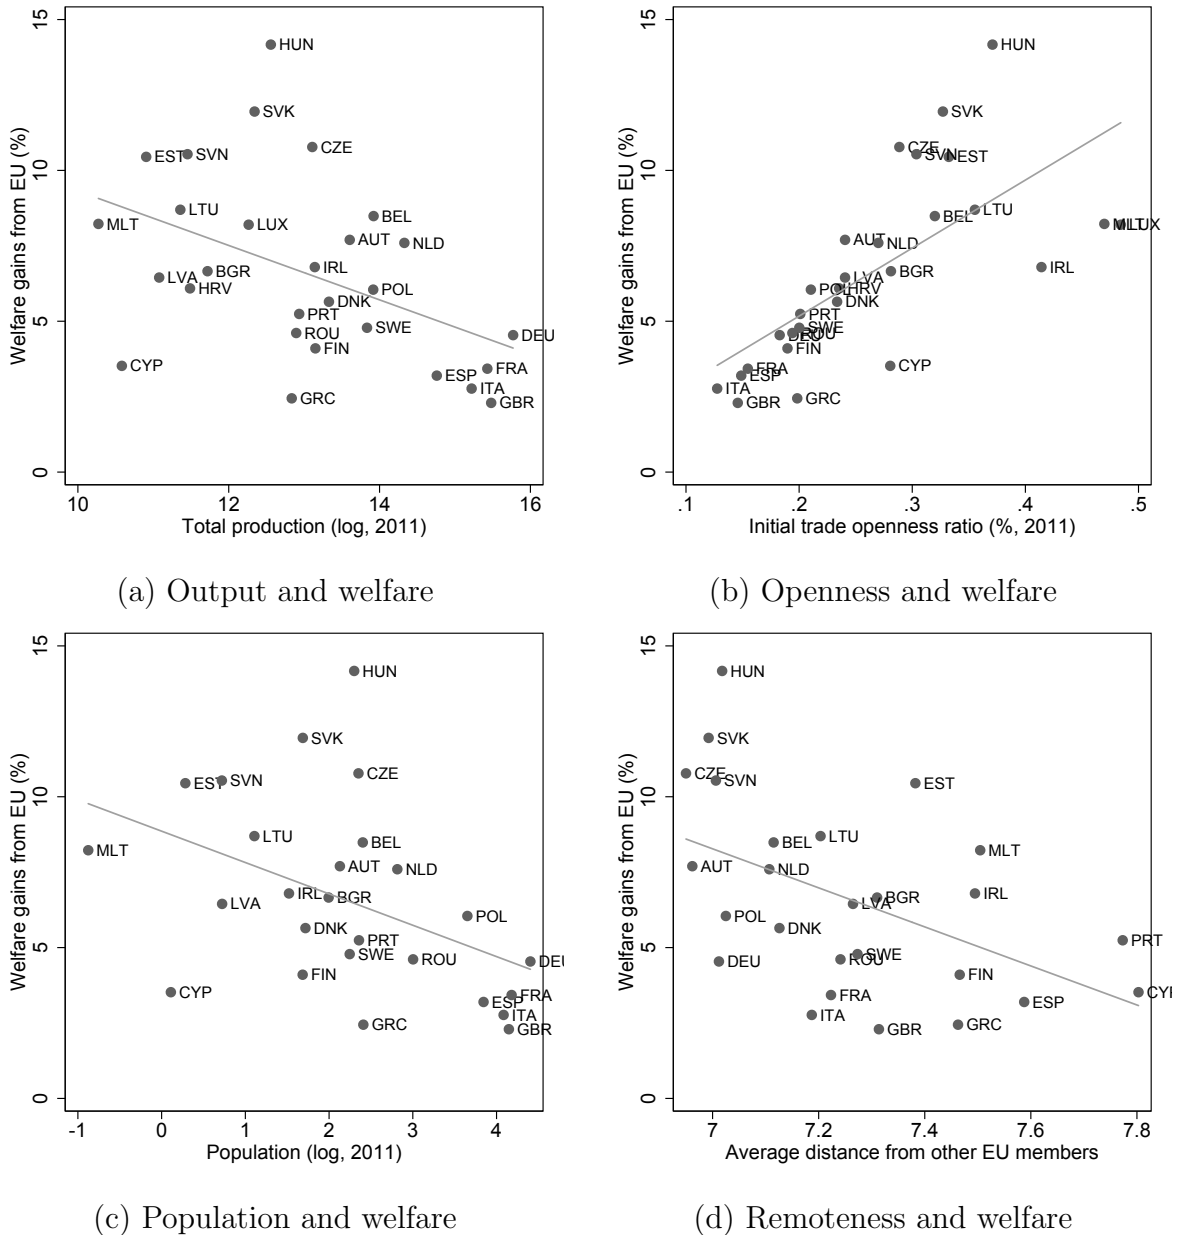 Welfare gains from EU (%)
15
10
5
0
HUN
SVK
CZE
EST
SVN
LTU
MLT
LUX
BEL
AUT
NLD
LVA
BGR
IRL
HRV
POL
DNK
PRT
ROU
SWE
DEU
FIN
CYP
ESP
FRA
ITA
GRC
GBR
10 12 14 16
Total production (log, 2011)
(a) Output and welfare
Welfare gains from EU (%)
15
10
5
0
HUN
SVK
CZE
SVN
EST
BEL
LTU
MLT
LUX
AUT
NLD
IRL
LVA
BGR
POL
HRV
DNK
PRT
SWE
ROU
DEU
FIN
FRA
CYP
ESP
ITA
GBR
GRC
.1 .2 .3 .4 .5
Initial trade openness ratio (%, 2011)
(b) Openness and welfare
Welfare gains from EU (%)
15
10
5
0
HUN
SVK
CZE
EST
SVN
LTU
MLT
BEL
AUT
NLD
LVA
IRL
BGR
POL
DNK
PRT
SWE
ROU
DEU
FIN
CYP
ESP
FRA
ITA
GRC
GBR
-1 0 1 2 3 4
Population (log, 2011)
(c) Population and welfare
Welfare gains from EU (%)
15
10
5
0
HUN
SVK
CZE
SVN
EST
BEL
LTU
MLT
AUT
NLD
LVA
BGR
IRL
POL
DNK
PRT
DEU
ROU
SWE
FIN
FRA
ESP
CYI
ITA
GBR
GRC
7 7.2 7.4 7.6 7.8
Average distance from other EU members
(d) Remoteness and welfare